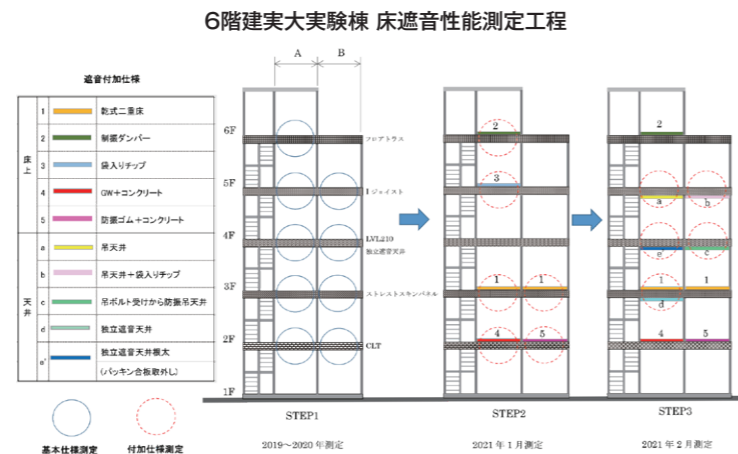 6階建実大実験棟 床遮音性能測定工程
遮音付加仕様
床上
1 乾式二重床
2 制振ダンパー
3 袋入りチップ
4 GW+コンクリート
5 防振ゴム+コンクリート
天井
a 吊天井
b 吊天井+袋入りチップ
c 吊ボルト受けから防振吊天井
d 独立遮音天井
e' 独立遮音天井根太
(パッキン合板取外し)
基本仕様測定
付加仕様測定
A B
6F フロアトラス
5F Iジョイスト
4F LVL210
独立遮音天井
3F ストレストスキンパネル
2F CLT
1F
STEP1
2019～2020年測定
2
3
1 1
4 5
STEP2
2021年1月測定
2
a b
e' c
1 1
d
4 5
STEP3
2021年2月測定